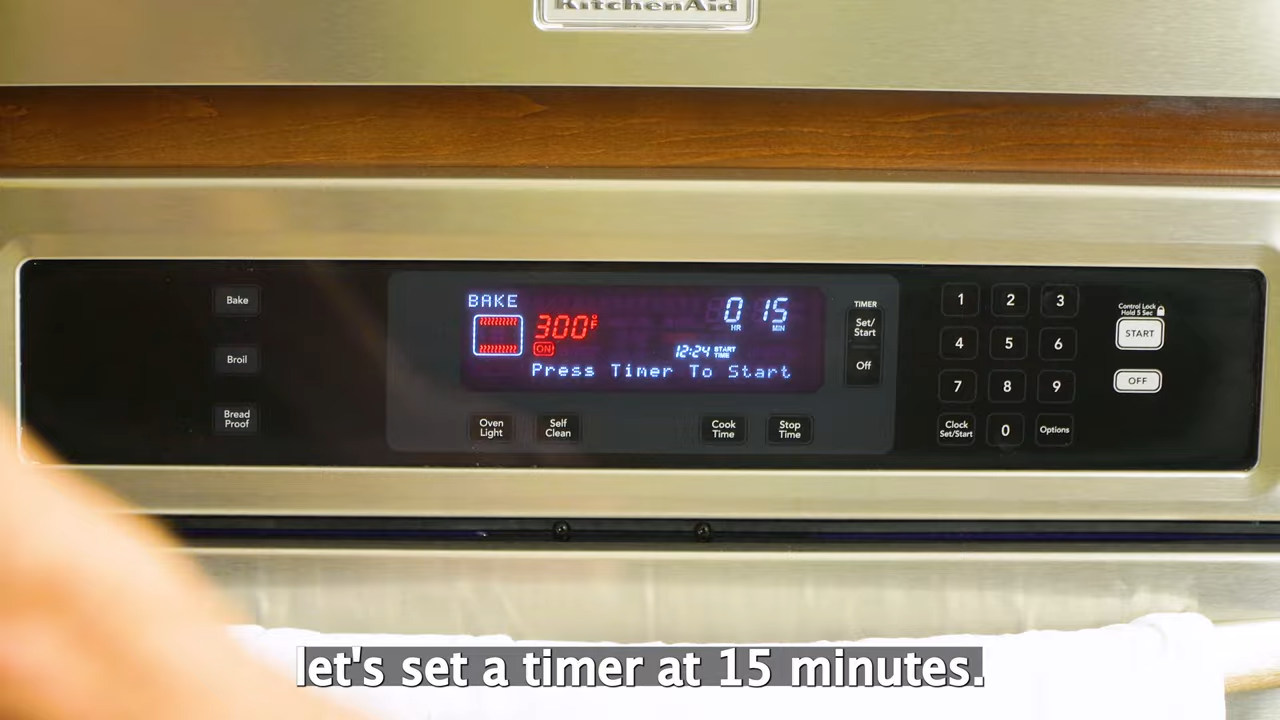 KitchenAid
Bake
Broil
Bread
Proof
BAKE
300°F
ON
0 HR 15 MIN
12:24 START TIME
Press Timer To Start
Oven
Light
Self
Clean
Cook
Time
Stop
Time
TIMER
Set/
Start
Off
1 2 3
4 5 6
7 8 9
Clock
Set/Start
0
Options
Control Lock
Hold 5 Sec
START
OFF
let's set a timer at 15 minutes.